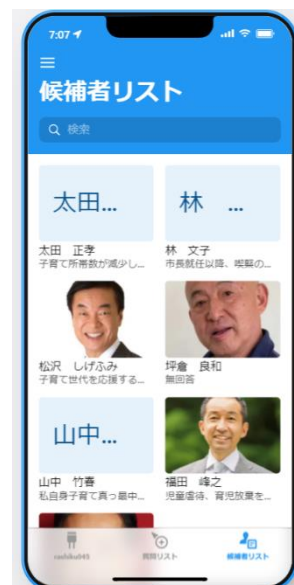 7:07
候補者リスト
検索
太田...
林 ...
太田 正孝
子育て所帯数が減少し...
林 文子
市長就任以降、喫緊の...
松沢 しげふみ
子育て世代を応援する...
坪倉 良和
無回答
山中...
山中 竹春
私自身子育て真っ最中...
福田 峰之
児童虐待、育児放棄を...
質問リスト
候補者リスト